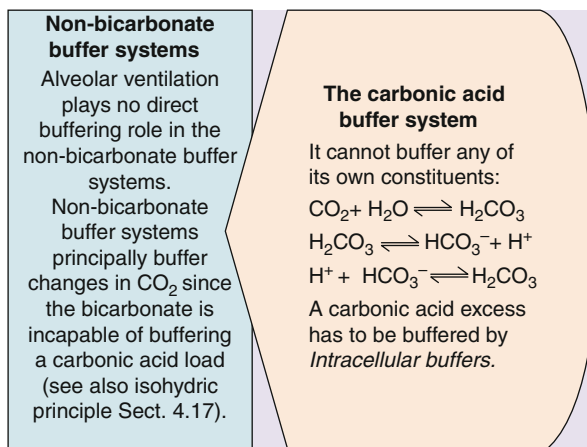 Non-bicarbonate
buffer systems
Alveolar ventilation
plays no direct
buffering role in the
non-bicarbonate buffer
systems.
Non-bicarbonate
buffer systems
principally buffer
changes in CO₂ since
the bicarbonate is
incapable of buffering
a carbonic acid load
(see also isohydric
principle Sect. 4.17).
The carbonic acid
buffer system
It cannot buffer any of
its own constituents:
CO₂+ H₂O ⇌ H₂CO₃
H₂CO₃ ⇌ HCO₃⁻+ H⁺
H⁺ + HCO₃⁻ ⇌ H₂CO₃
A carbonic acid excess
has to be buffered by
Intracellular buffers.